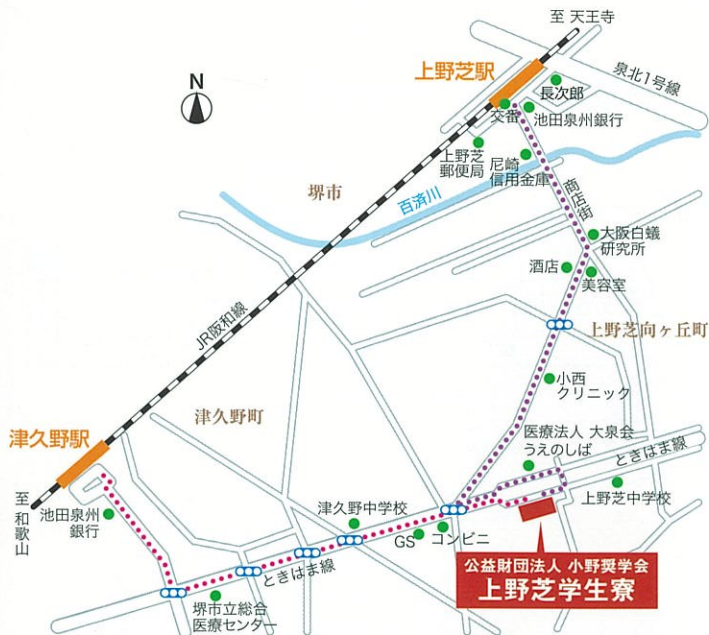 至 天王寺
上野芝駅
泉北1号線
長次郎
交番
池田泉州銀行
N
上野芝
郵便局
尼崎
信用金庫
堺市
百済川
商店街
大阪白蟻
研究所
酒店
美容室
JR阪和線
上野芝向ヶ丘町
小西
クリニック
津久野町
津久野駅
医療法人 大泉会
うえのしば
ときはま線
上野芝中学校
至 和歌山
池田泉州
銀行
津久野中学校
GS
コンビニ
ときはま線
堺市立総合
医療センター
公益財団法人 小野奨学会
上野芝学生寮